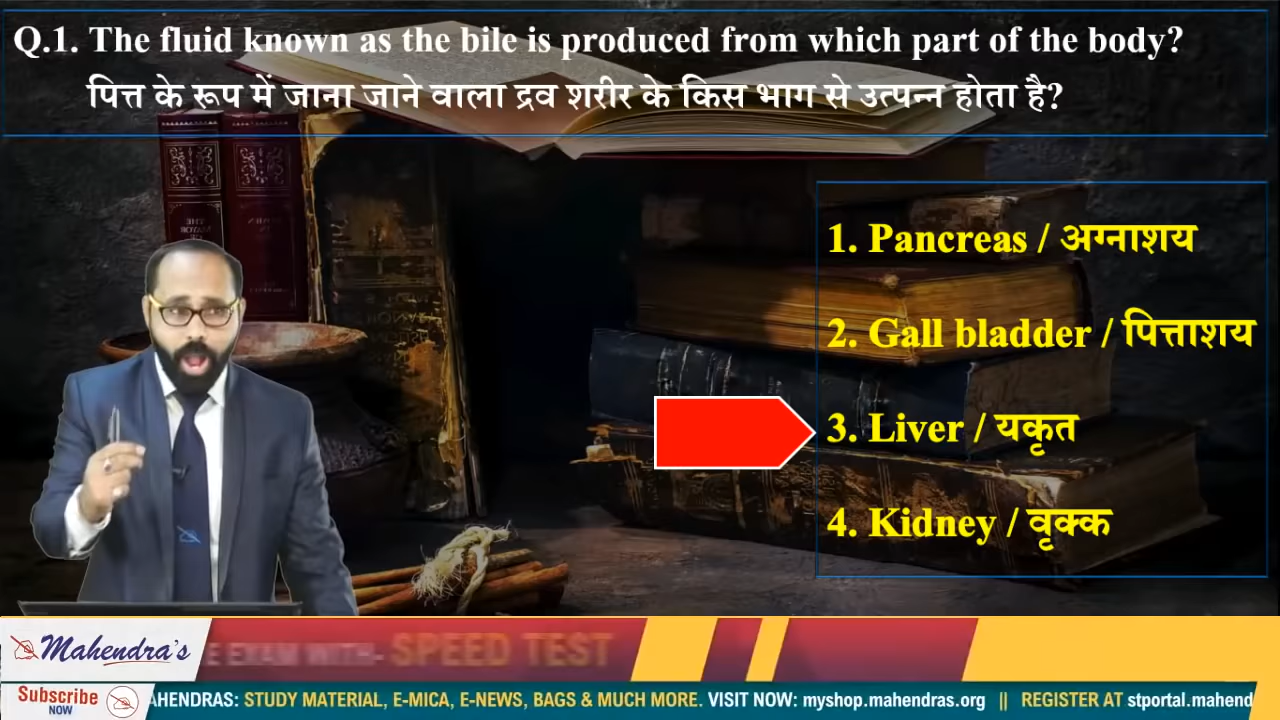 Q.1. The fluid known as the bile is produced from which part of the body?
पित्त के रूप में जाना जाने वाला द्रव शरीर के किस भाग से उत्पन्न होता है?
1. Pancreas / अग्नाशय
2. Gall bladder / पित्ताशय
3. Liver / यकृत
4. Kidney / वृक्क
Mahendra's
E EXAM WITH- SPEED TEST
Subscribe
NOW
AHENDRAS: STUDY MATERIAL, E-MICA, E-NEWS, BAGS & MUCH MORE. VISIT NOW: myshop.mahendras.org || REGISTER AT stportal.mahend